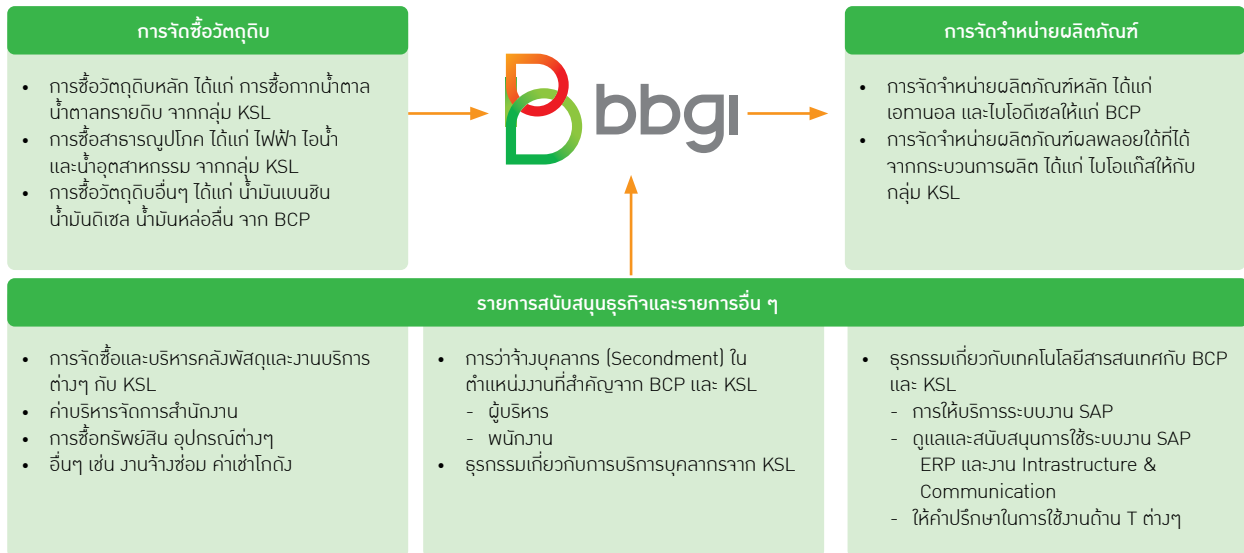 การจัดซื้อวัตถุดิบ
• การซื้อวัตถุดิบหลัก ได้แก่ การซื้อกากน้ำตาล
น้ำตาลทรายดิบ จากกลุ่ม KSL
• การซื้อสาธารณูปโภค ได้แก่ ไฟฟ้า ไอน้ำ
และน้ำอุตสาหกรรม จากกลุ่ม KSL
• การซื้อวัตถุดิบอื่นๆ ได้แก่ น้ำมันเบนซิน
น้ำมันดีเซล น้ำมันหล่อลื่น จาก BCP
bbgi
การจัดจำหน่ายผลิตภัณฑ์
• การจัดจำหน่ายผลิตภัณฑ์หลัก ได้แก่
เอทานอล และไบโอดีเซลให้แก่ BCP
• การจัดจำหน่ายผลิตภัณฑ์ผลพลอยได้ที่ได้
จากกระบวนการผลิต ได้แก่ ไบโอแก๊สให้กับ
กลุ่ม KSL
รายการสนับสนุนธุรกิจและรายการอื่น ๆ
• การจัดซื้อและบริหารคลังพัสดุและงานบริการ
ต่างๆ กับ KSL
• ค่าบริหารจัดการสำนักงาน
• การซื้อทรัพย์สิน อุปกรณ์ต่างๆ
• อื่นๆ เช่น งานจ้างซ่อม ค่าเช่าโกดัง
• การว่าจ้างบุคลากร (Secondment) ใน
ตำแหน่งงานที่สำคัญจาก BCP และ KSL
- ผู้บริหาร
- พนักงาน
• ธุรกรรมเกี่ยวกับการบริการบุคลากรจาก KSL
• ธุรกรรมเกี่ยวกับเทคโนโลยีสารสนเทศกับ BCP
และ KSL
- การให้บริการระบบงาน SAP
- ดูแลและสนับสนุนการใช้ระบบงาน SAP
ERP และงาน Intrastructure &
Communication
- ให้คำปรึกษาในการใช้งานด้าน T ต่างๆ